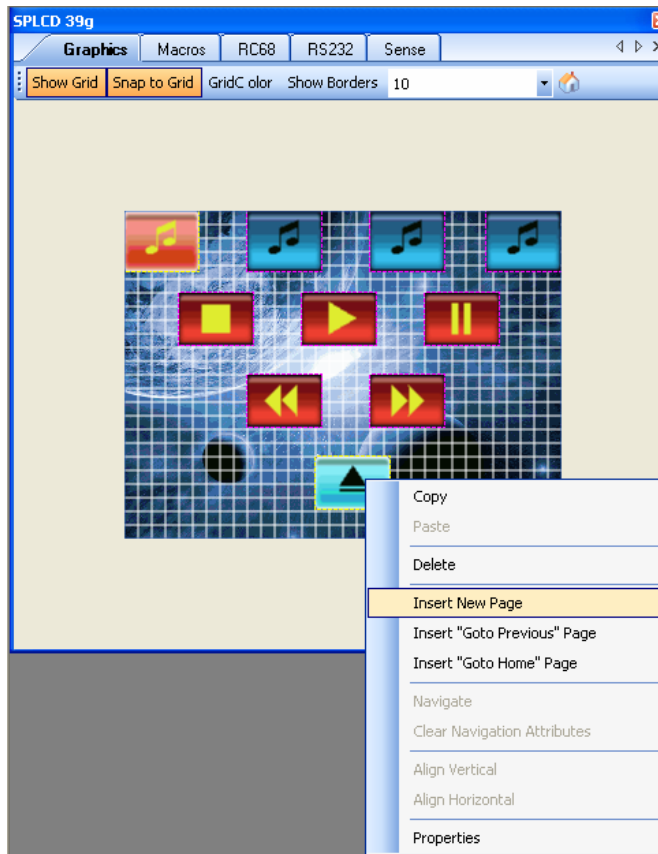 SPLCD 39g
Graphics Macros RC68 RS232 Sense
Show Grid Snap to Grid GridC olor Show Borders 10
Copy
Paste
Delete
Insert New Page
Insert "Goto Previous" Page
Insert "Goto Home" Page
Navigate
Clear Navigation Attributes
Align Vertical
Align Horizontal
Properties